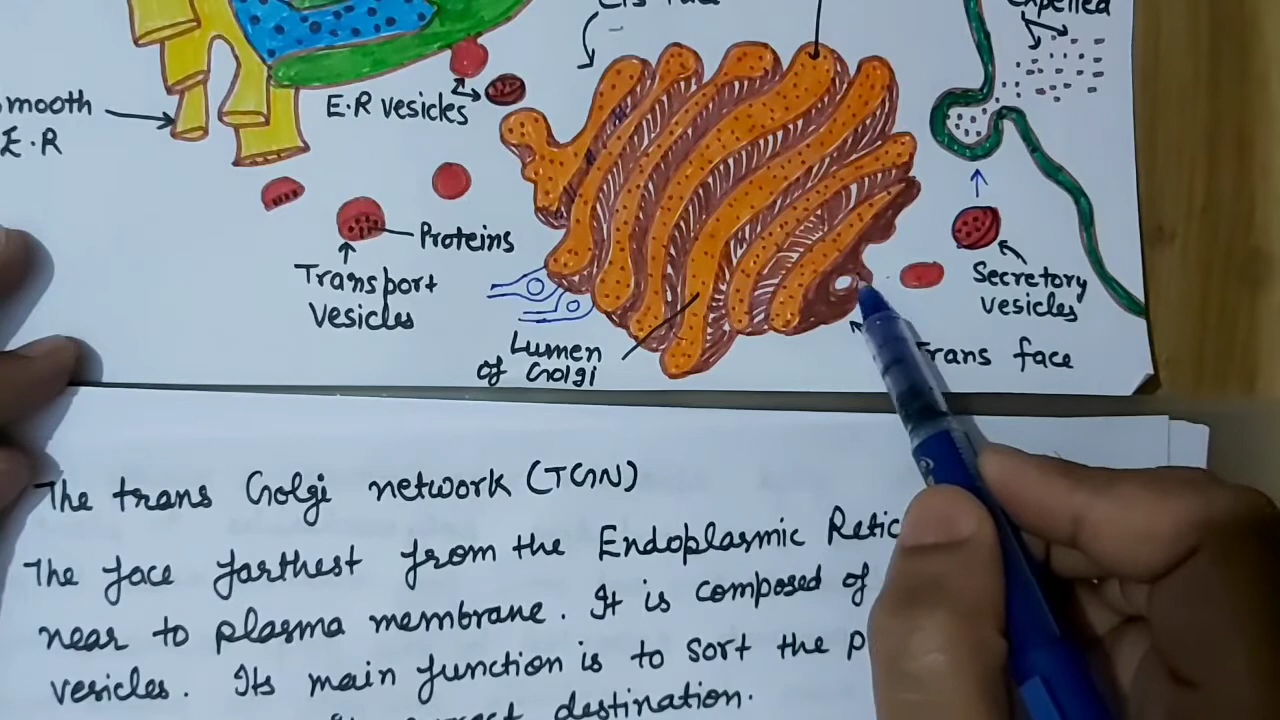 expelled
mooth
E.R
E.R vesicles
Proteins
Transport
Vesicles
Secretory
vesicles
Lumen
of Golgi
Trans face
The trans Golgi network (TGN)
The face farthest from the Endoplasmic Retic
near to plasma membrane. It is composed of
vesicles. Its main function is to sort the p
destination.